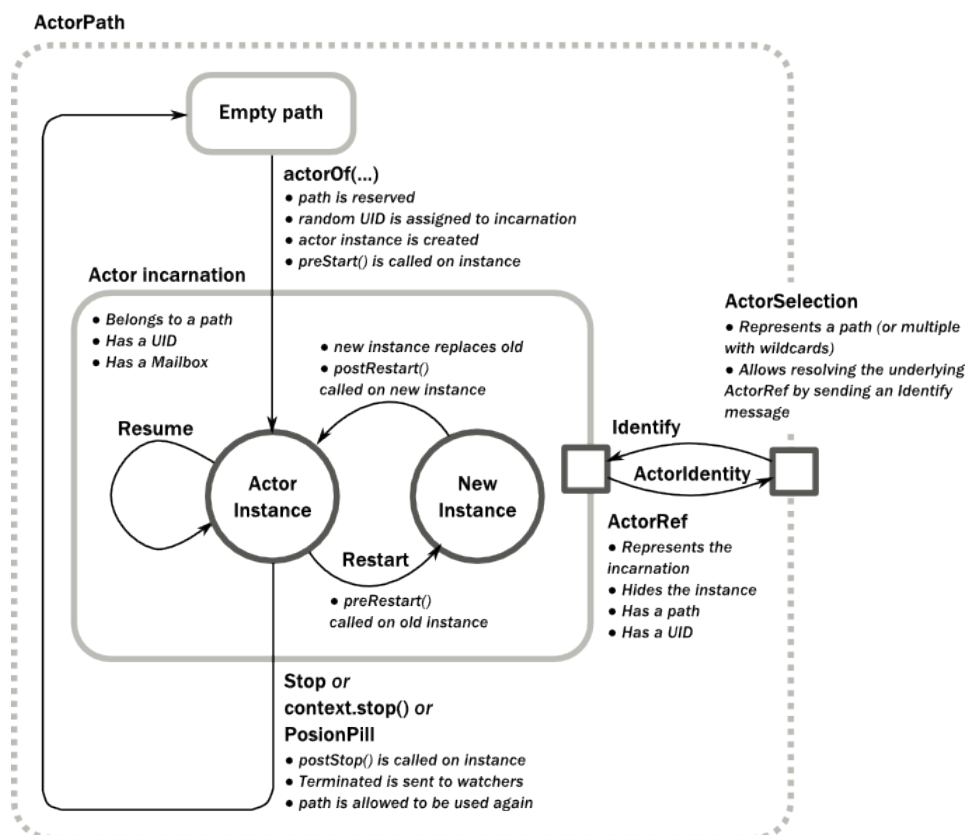 ActorPath
Empty path
actorOf(...)
● path is reserved
● random UID is assigned to incarnation
● actor instance is created
● preStart() is called on instance
Actor incarnation
● Belongs to a path
● Has a UID
● Has a Mailbox
● new instance replaces old
● postRestart()
called on new instance
Resume
Actor
Instance
New
Instance
Restart
● preRestart()
called on old instance
ActorSelection
● Represents a path (or multiple
with wildcards)
● Allows resolving the underlying
ActorRef by sending an Identify
message
Identify
ActorIdentity
ActorRef
● Represents the
incarnation
● Hides the instance
● Has a path
● Has a UID
Stop or
context.stop() or
PosionPill
● postStop() is called on instance
● Terminated is sent to watchers
● path is allowed to be used again